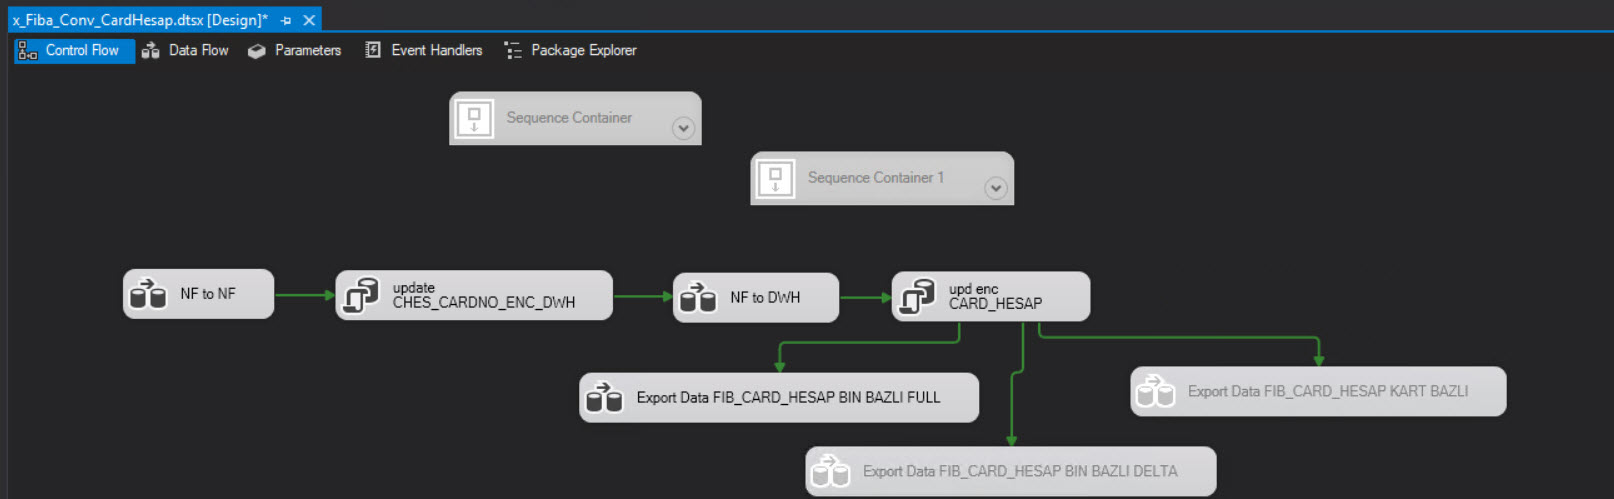 x_Fiba_Conv_CardHesap.dtsx [Design]*
Control Flow
Data Flow
Parameters
Event Handlers
Package Explorer
Sequence Container
Sequence Container 1
NF to NF
update
CHES_CARDNO_ENC_DWH
NF to DWH
upd enc
CARD_HESAP
Export Data FIB_CARD_HESAP BIN BAZLI FULL
Export Data FIB_CARD_HESAP KART BAZLI
Export Data FIB_CARD_HESAP BIN BAZLI DELTA